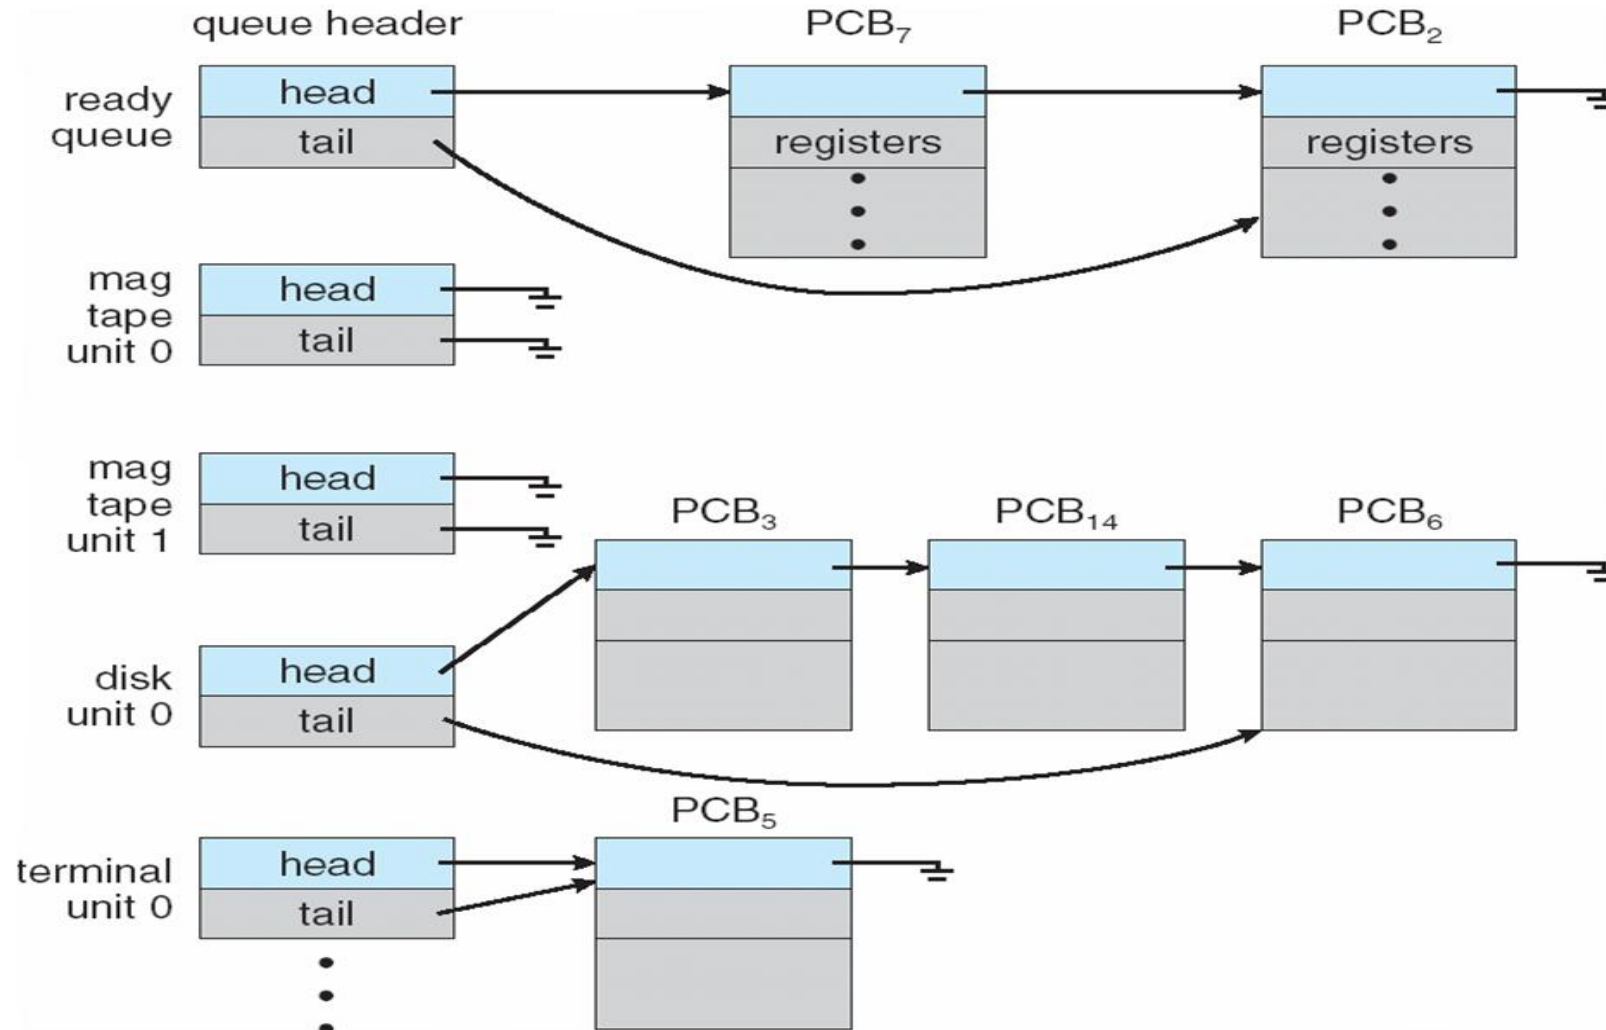 queue header
PCB₇
PCB₂
ready
queue
head
tail
registers
registers
mag
tape
unit 0
head
tail
mag
tape
unit 1
head
tail
PCB₃
PCB₁₄
PCB₆
disk
unit 0
head
tail
PCB₅
terminal
unit 0
head
tail